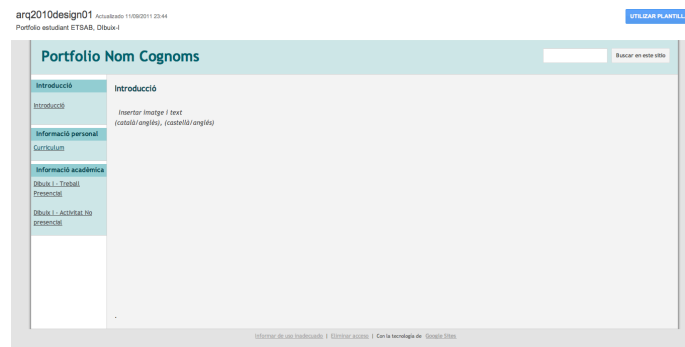 arq2010design01 Actualizado 11/09/2011 23:44
UTILIZAR PLANTILL
Portfolio estudiant ETSAB, Dibuix-I
Portfolio Nom Cognoms
Buscar en este sitio
Introducció
Introducció
Informació personal
Curriculum
Informació acadèmica
Dibuix I - Treball
Presencial
Dibuix I - Activitat No
presencial
Introducció
Insertar imatge i text
(català/anglès), (castellà/anglès)
.
Informar de uso inadecuado | Eliminar acceso | Con la tecnología de Google Sites